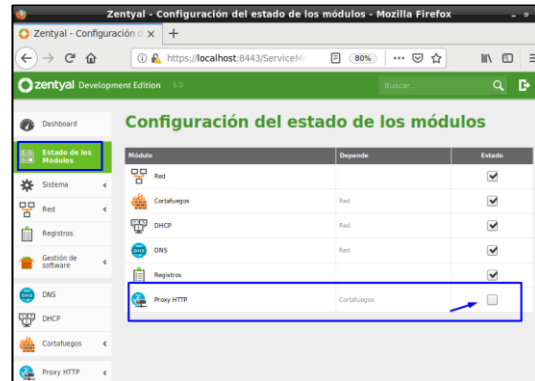 Zentyal - Configuración del estado de los módulos - Mozilla Firefox
Zentyal - Configuración d
https://localhost:8443/ServiceMo
80%
zentyal Development Edition 6.0
Buscar...
Dashboard
Estado de los
Módulos
Sistema
Red
Registros
Gestión de
software
DNS
DHCP
Cortafuegos
Proxy HTTP
Configuración del estado de los módulos
Módulo Depende Estado
Red
Cortafuegos Red
DHCP Red
DNS Red
Registros
Proxy HTTP Cortafuegos